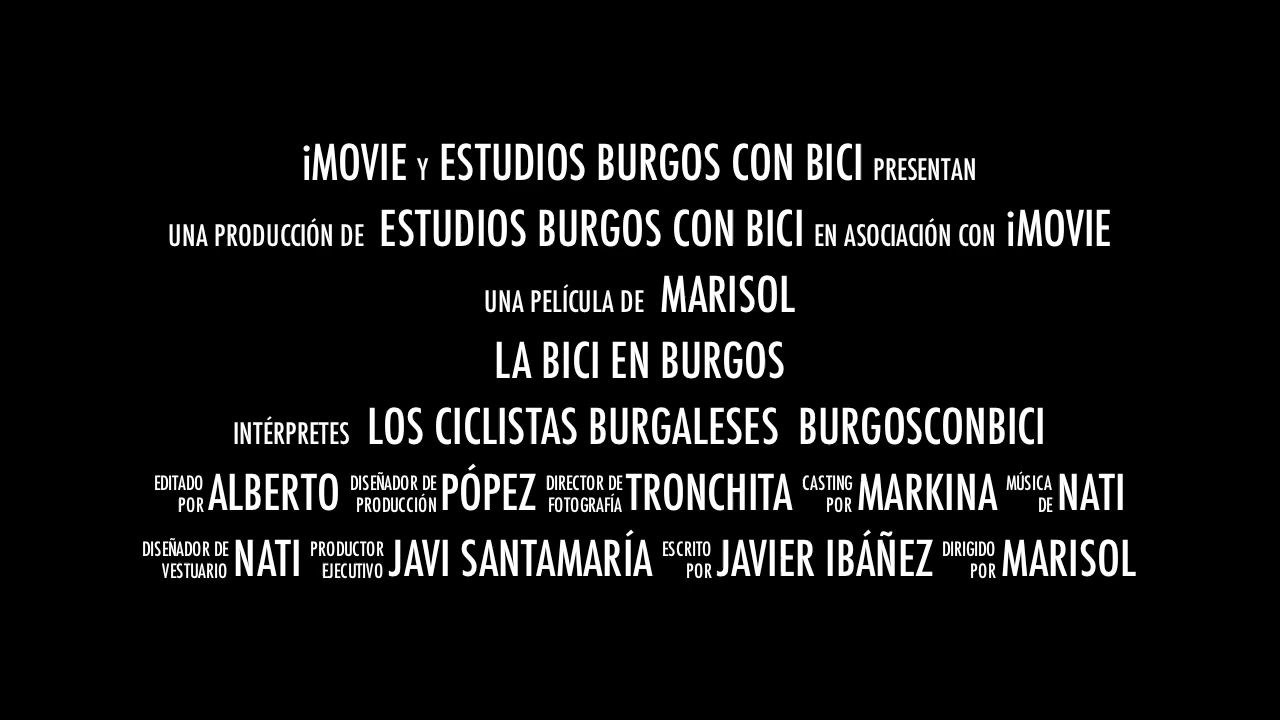 iMOVIE Y ESTUDIOS BURGOS CON BICI PRESENTAN
UNA PRODUCCIÓN DE ESTUDIOS BURGOS CON BICI EN ASOCIACIÓN CON iMOVIE
UNA PELÍCULA DE MARISOL
LA BICI EN BURGOS
INTÉRPRETES LOS CICLISTAS BURGALESES BURGOSCONBICI
EDITADO POR ALBERTO DISEÑADOR DE PRODUCCIÓN PÓPEZ DIRECTOR DE FOTOGRAFÍA TRONCHITA CASTING POR MARKINA MÚSICA DE NATI
DISEÑADOR DE VESTUARIO NATI PRODUCTOR EJECUTIVO JAVI SANTAMARÍA ESCRITO POR JAVIER IBÁÑEZ DIRIGIDO POR MARISOL